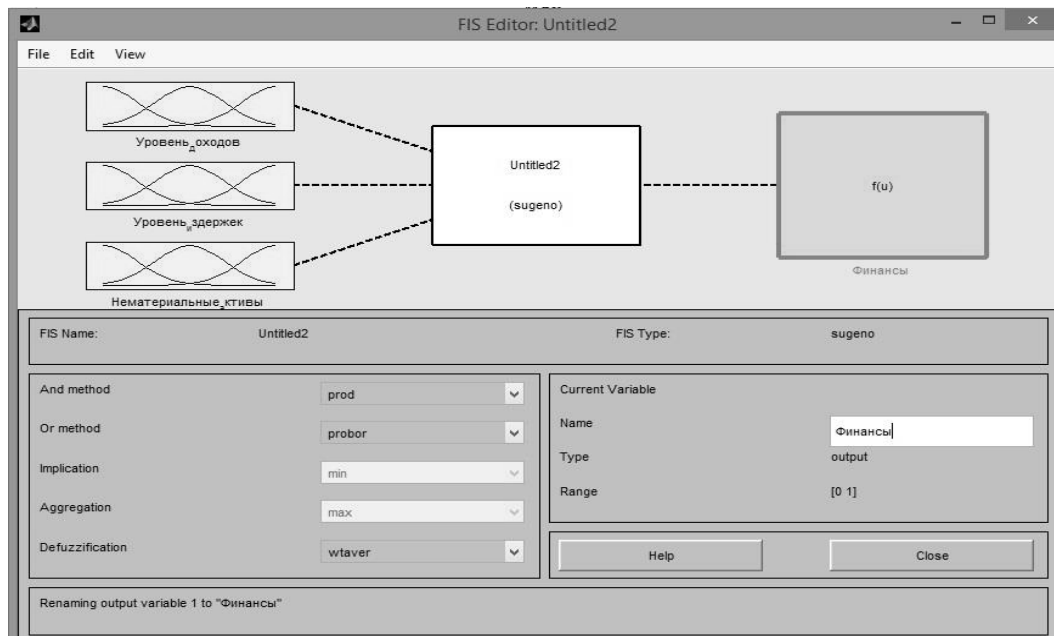 FIS Editor: Untitled2
File Edit View
Уровень_доходов
Уровень_издержек
Нематериальные_активы
Untitled2
(sugeno)
f(u)
Финансы
FIS Name: Untitled2 FIS Type: sugeno
And method prod
Or method probor
Implication min
Aggregation max
Defuzzification wtaver
Current Variable
Name Финансы
Type output
Range [0 1]
Help Close
Renaming output variable 1 to "Финансы"